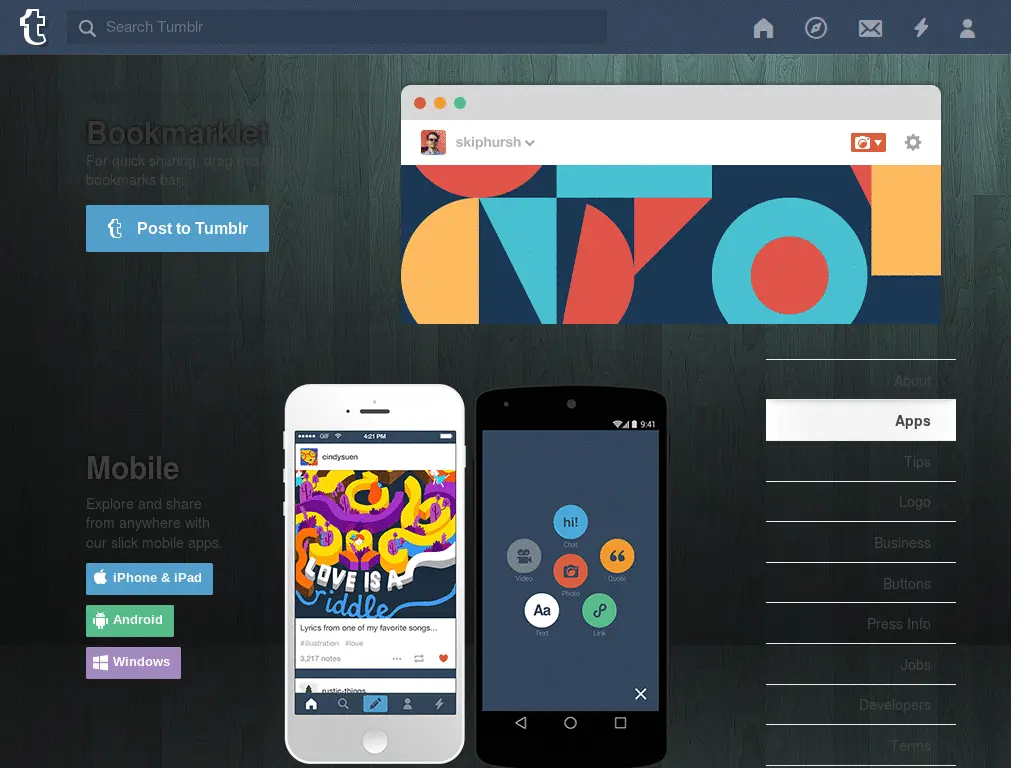 Search Tumblr
Bookmarklet
For quick sharing, drag this
bookmarks bar.
Post to Tumblr
skiphursh
Mobile
Explore and share
from anywhere with
our slick mobile apps.
iPhone & iPad
Android
Windows
GIF
4:21 PM
cindysuen
LOVE IS A
riddle
Lyrics from one of my favorite songs...
#illustration #love
3,217 notes
rustic-things
9:41
hi!
Chat
Video
Quote
Photo
Aa
Text
Link
About
Apps
Tips
Logo
Business
Buttons
Press Info
Jobs
Developers
Terms